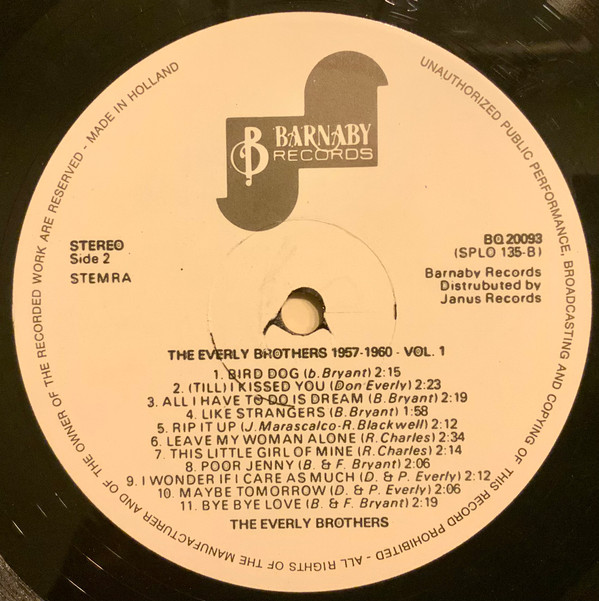 MADE IN HOLLAND
UNAUTHORIZED PUBLIC PERFORMANCE, BROADCASTING AND COPYING OF THIS RECORD PROHIBITED - ALL RIGHTS OF THE MANUFACTURER AND OF THE OWNER OF THE RECORDED WORK ARE RESERVED -
B BARNABY
RECORDS
STEREO
Side 2
STEMRA
BQ 20093
(SPLO 135-B)
Barnaby Records
Distrubuted by
Janus Records
THE EVERLY BROTHERS 1957-1960 - VOL. 1
1. BIRD DOG (b. Bryant) 2:15
2. (TILL) I KISSED YOU (Don Everly) 2:23
3. ALL I HAVE TO DO IS DREAM (B. Bryant) 2:19
4. LIKE STRANGERS (B. Bryant) 1:58
5. RIP IT UP (J. Marascalco-R. Blackwell) 2:12
6. LEAVE MY WOMAN ALONE (R. Charles) 2:34
7. THIS LITTLE GIRL OF MINE (R. Charles) 2:14
8. POOR JENNY (B. & F. Bryant) 2:06
9. I WONDER IF I CARE AS MUCH (D. & P. Everly) 2:12
10. MAYBE TOMORROW (D. & P. Everly) 2:06
11. BYE BYE LOVE (B. & F. Bryant) 2:19
THE EVERLY BROTHERS